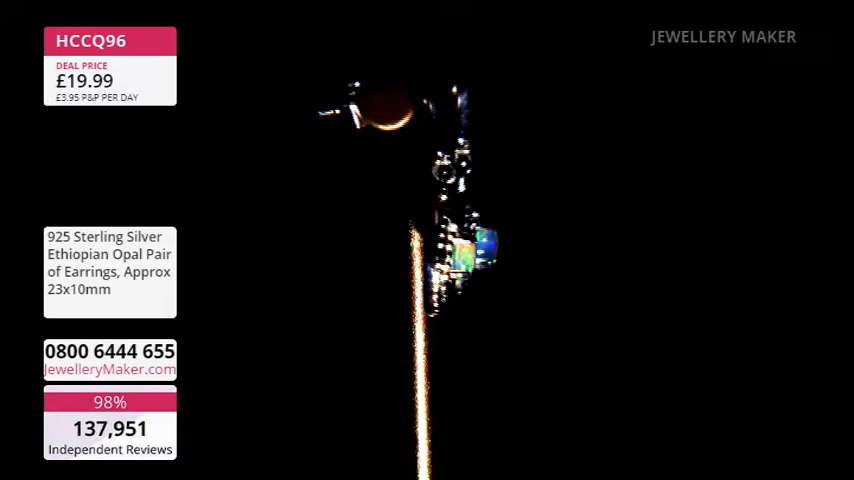 HCCQ96
DEAL PRICE
£19.99
£3.95 P&P PER DAY
JEWELLERY MAKER
925 Sterling Silver
Ethiopian Opal Pair
of Earrings, Approx
23x10mm
0800 6444 655
JewelleryMaker.com
98%
137,951
Independent Reviews